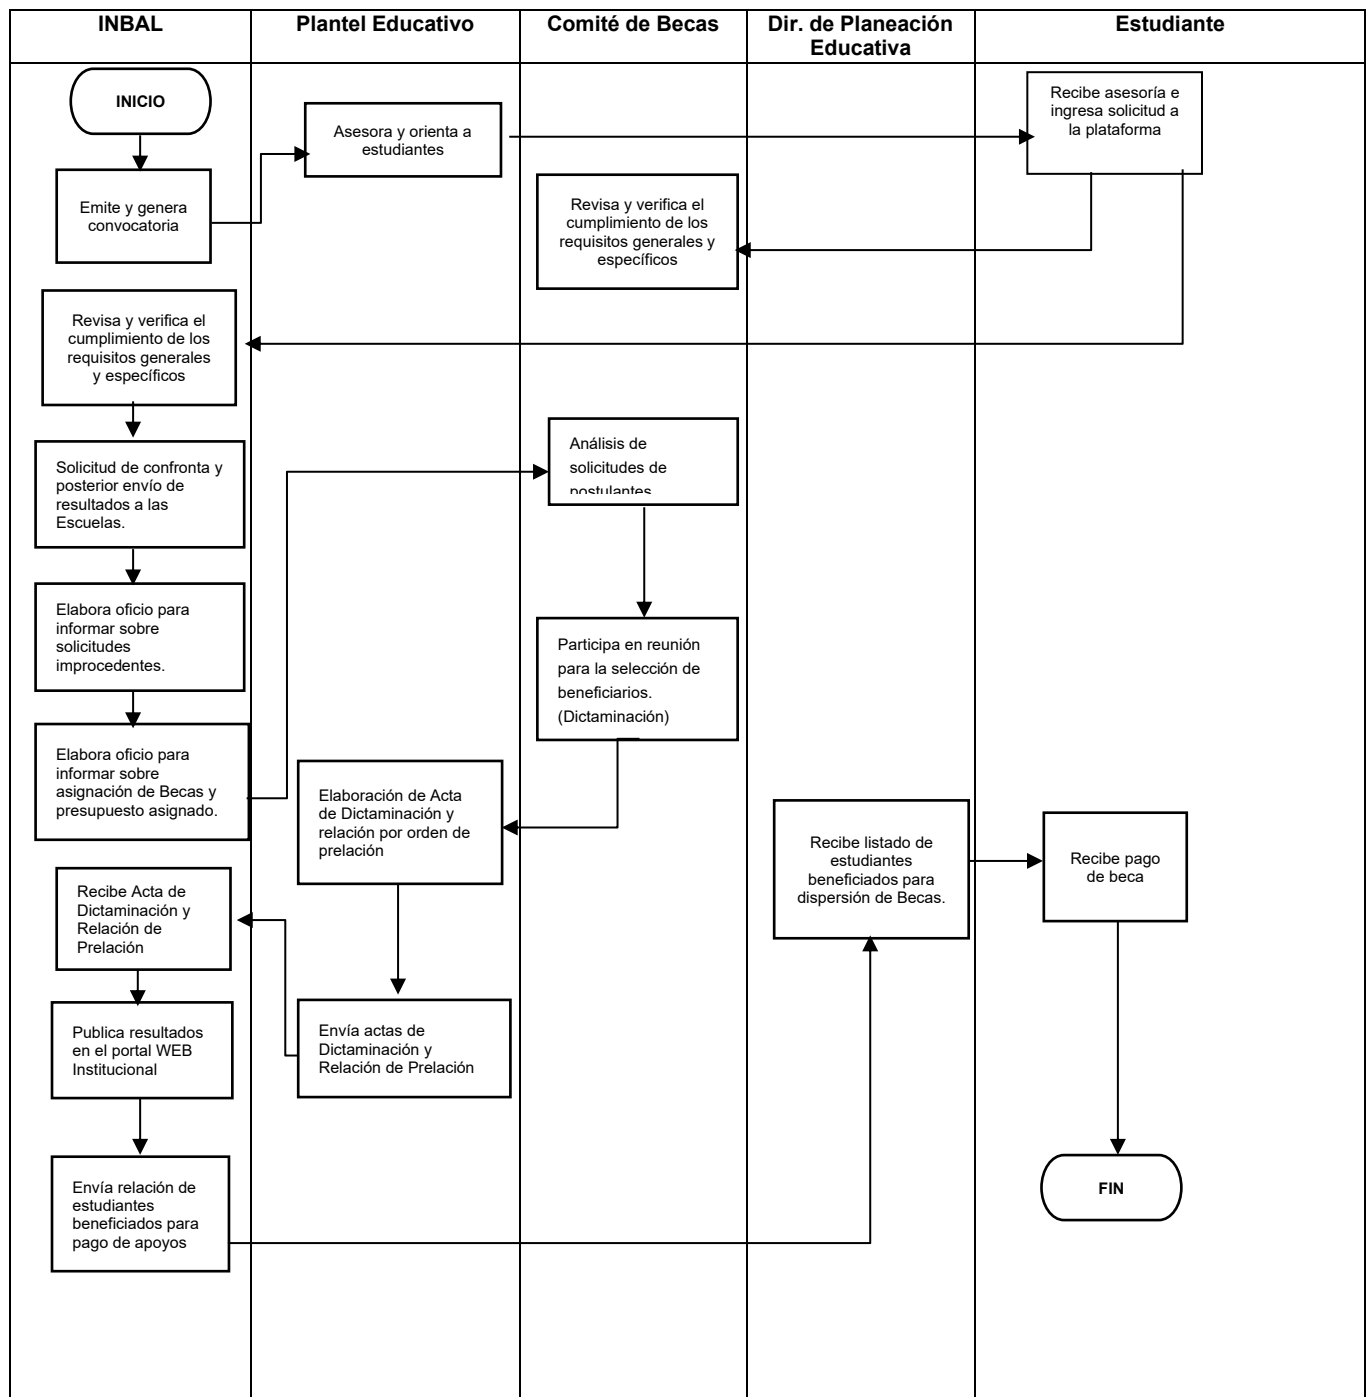 INBAL
Plantel Educativo
Comité de Becas
Dir. de Planeación
Educativa
Estudiante
INICIO
Asesora y orienta a
estudiantes
Recibe asesoría e
ingresa solicitud a
la plataforma
Emite y genera
convocatoria
Revisa y verifica el
cumplimiento de los
requisitos generales y
específicos
Revisa y verifica el
cumplimiento de los
requisitos generales
y específicos
Solicitud de confronta y
posterior envío de
resultados a las
Escuelas.
Análisis de
solicitudes de
postulantes
Elabora oficio para
informar sobre
solicitudes
improcedentes.
Participa en reunión
para la selección de
beneficiarios.
(Dictaminación)
Elabora oficio para
informar sobre
asignación de Becas y
presupuesto asignado.
Elaboración de Acta
de Dictaminación y
relación por orden de
prelación
Recibe listado de
estudiantes
beneficiados para
dispersión de Becas.
Recibe pago
de beca
Recibe Acta de
Dictaminación y
Relación de
Prelación
Publica resultados
en el portal WEB
Institucional
Envía actas de
Dictaminación y
Relación de Prelación
Envía relación de
estudiantes
beneficiados para
pago de apoyos
FIN